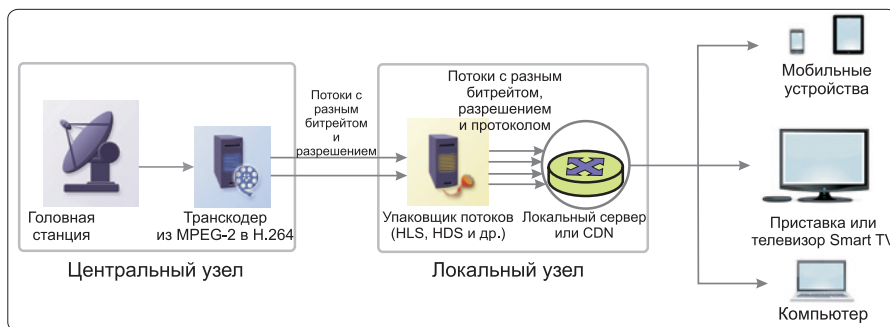 Головная
станция
Транскодер
из MPEG-2 в H.264
Центральный узел
Потоки с
разным
битрейтом
и
разрешением
Потоки с разным
битрейтом,
разрешением
и протоколом
Упаковщик потоков
(HLS, HDS и др.)
Локальный сервер
или CDN
Локальный узел
Мобильные
устройства
Приставка или
телевизор Smart TV
Компьютер